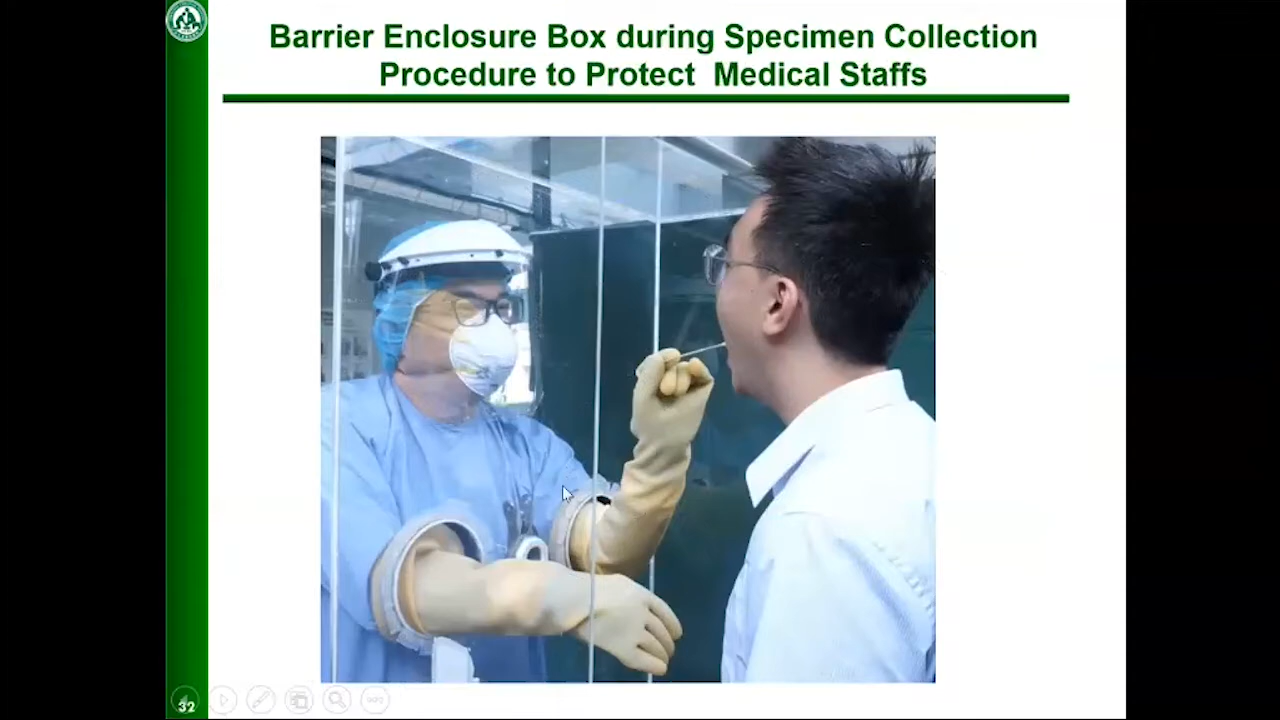 Barrier Enclosure Box during Specimen Collection
Procedure to Protect  Medical Staffs
32